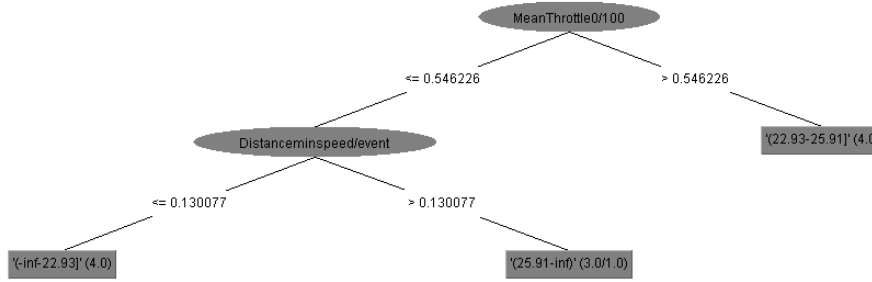 MeanThrottle0/100
<= 0.546226
> 0.546226
Distanceminspeed/event
'(22.93-25.91]' (4.0
<= 0.130077
> 0.130077
'(-inf-22.93]' (4.0)
'(25.91-inf)' (3.0/1.0)